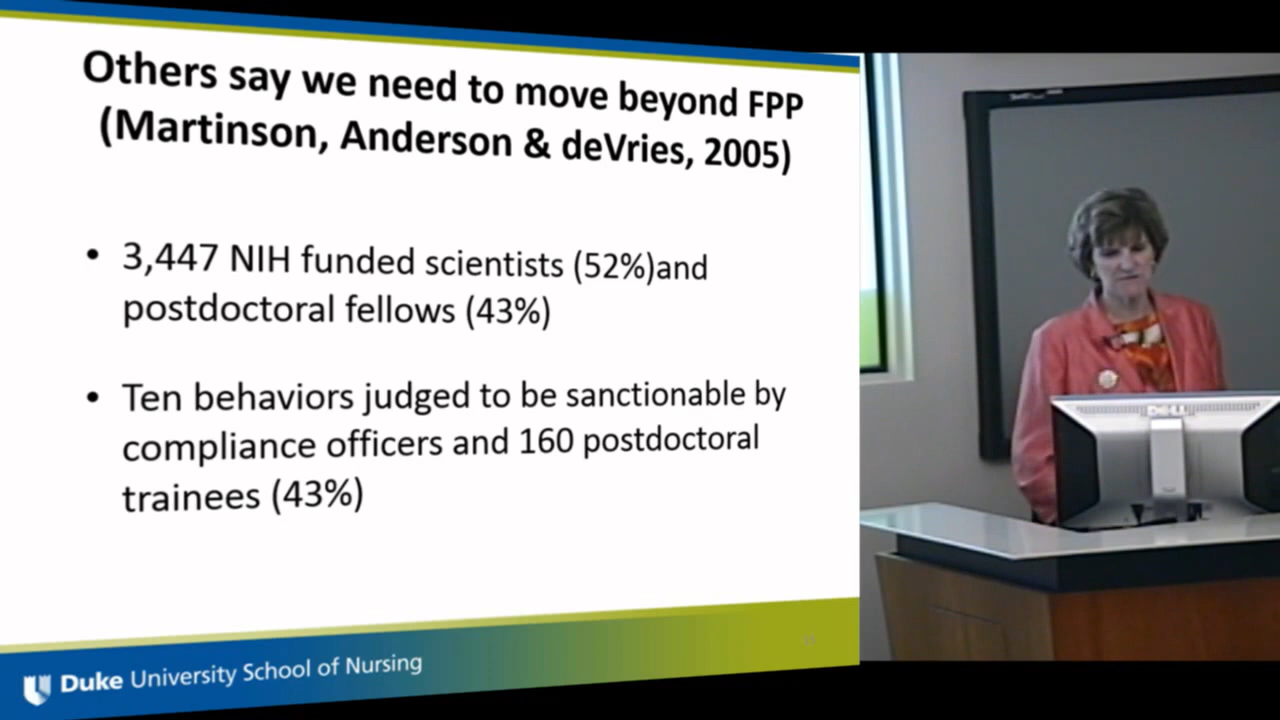 Others say we need to move beyond FPP
(Martinson, Anderson & deVries, 2005)
• 3,447 NIH funded scientists (52%)and
postdoctoral fellows (43%)
• Ten behaviors judged to be sanctionable by
compliance officers and 160 postdoctoral
trainees (43%)
Duke University School of Nursing
DELL